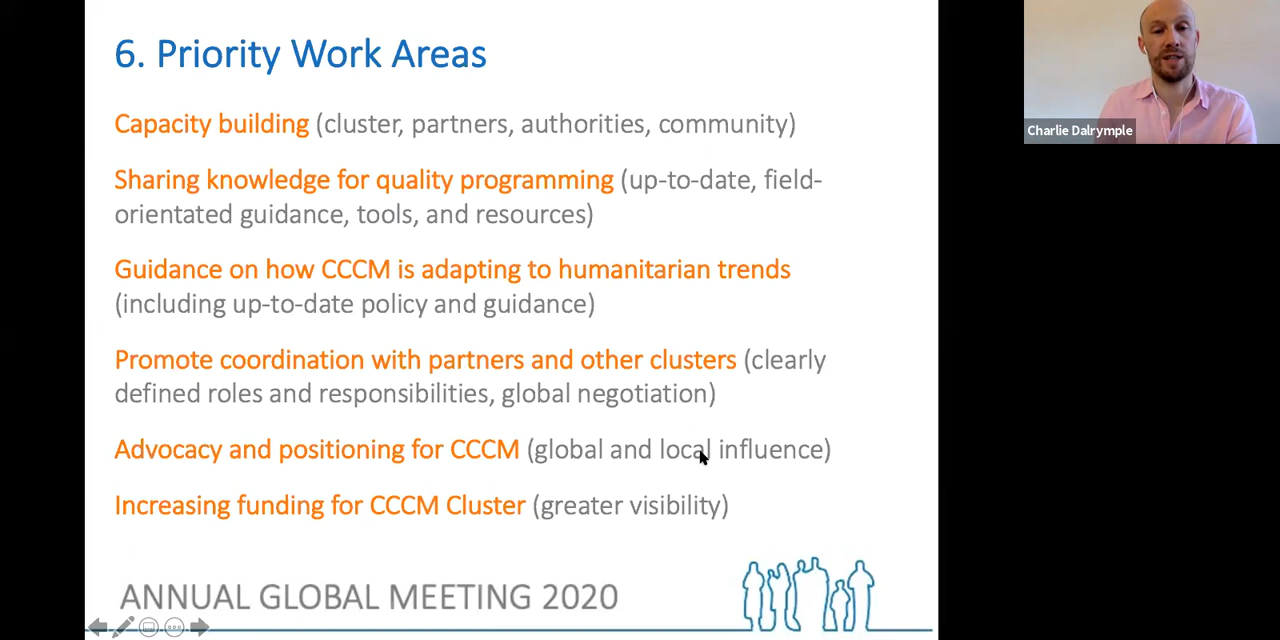 6. Priority Work Areas
Capacity building (cluster, partners, authorities, community)
Sharing knowledge for quality programming (up-to-date, field-
orientated guidance, tools, and resources)
Guidance on how CCCM is adapting to humanitarian trends
(including up-to-date policy and guidance)
Promote coordination with partners and other clusters (clearly
defined roles and responsibilities, global negotiation)
Advocacy and positioning for CCCM (global and local influence)
Increasing funding for CCCM Cluster (greater visibility)
ANNUAL GLOBAL MEETING 2020
Charlie Dalrymple